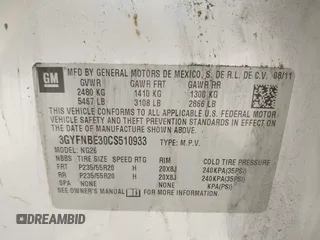 GM
MFD BY GENERAL MOTORS DE MEXICO, S. DE R.L. DE C.V. 08/11
GVWR GAWR FRT GAWR RR
2480 KG 1410 KG 1300 KG
5467 LB 3108 LB 2866 LB
THIS VEHICLE CONFORMS TO ALL APPLICABLE U.S. FEDERAL
MOTOR VEHICLE SAFETY, BUMPER, AND THEFT PREVENTION
STANDARDS IN EFFECT ON THE DATE OF MANUFACTURE SHOWN ABOVE.
3GYFNBE30CS510933 TYPE: M.P.V.
MODEL: NG26
NBBS TIRE SIZE SPEED RTG RIM COLD TIRE PRESSURE
FRT P235/55R20 H 20X8J 240KPA(35PSI)
RR P235/55R20 H 20X8J 240KPA(35PSI)
SPA NONE NONE KPA(PSI)
SEE OWNER'S MANUAL FOR MORE INFORMATION
DREAMBID